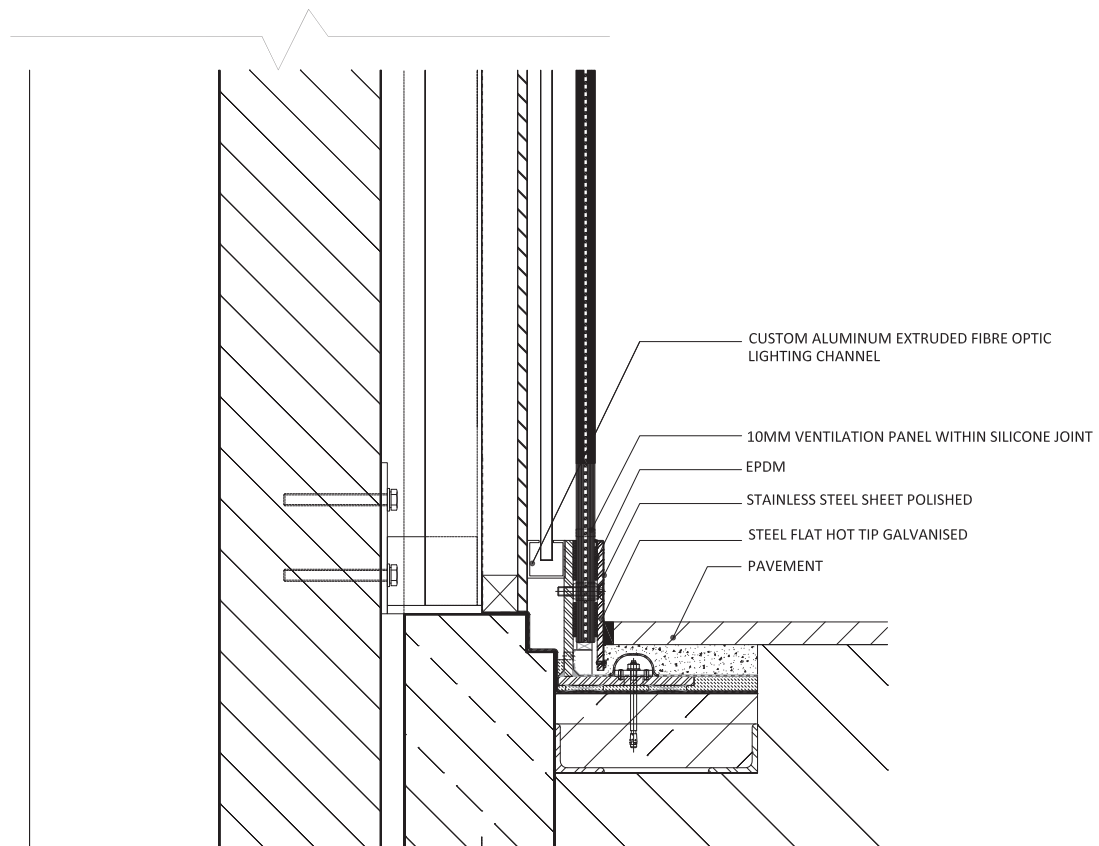 CUSTOM ALUMINUM EXTRUDED FIBRE OPTIC
LIGHTING CHANNEL
10MM VENTILATION PANEL WITHIN SILICONE JOINT
EPDM
STAINLESS STEEL SHEET POLISHED
STEEL FLAT HOT TIP GALVANISED
PAVEMENT